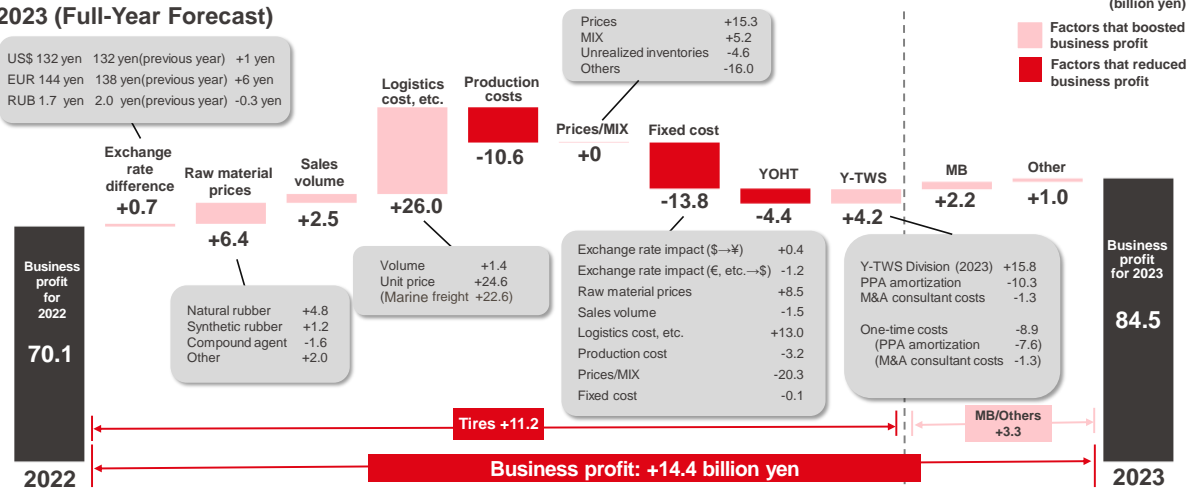 2023 (Full-Year Forecast)
(billion yen)
Factors that boosted
business profit
Factors that reduced
business profit
US$ 132 yen 132 yen(previous year) +1 yen
EUR 144 yen 138 yen(previous year) +6 yen
RUB 1.7 yen 2.0 yen(previous year) -0.3 yen
Prices +15.3
MIX +5.2
Unrealized inventories -4.6
Others -16.0
Exchange
rate
difference
+0.7
Raw material
prices
+6.4
Sales
volume
+2.5
Logistics
cost, etc.
+26.0
Production
costs
-10.6
Prices/MIX
+0
Fixed cost
-13.8
YOHT
-4.4
Y-TWS
+4.2
MB
+2.2
Other
+1.0
Business
profit
for
2022
70.1
Business
profit
for 2023
84.5
Natural rubber +4.8
Synthetic rubber +1.2
Compound agent -1.6
Other +2.0
Volume +1.4
Unit price +24.6
(Marine freight +22.6)
Exchange rate impact ($→¥) +0.4
Exchange rate impact (€, etc.→$) -1.2
Raw material prices +8.5
Sales volume -1.5
Logistics cost, etc. +13.0
Production cost -3.2
Prices/MIX -20.3
Fixed cost -0.1
Y-TWS Division (2023) +15.8
PPA amortization -10.3
M&A consultant costs -1.3
One-time costs -8.9
(PPA amortization -7.6)
(M&A consultant costs -1.3)
Tires +11.2
MB/Others
+3.3
Business profit: +14.4 billion yen
2022
2023